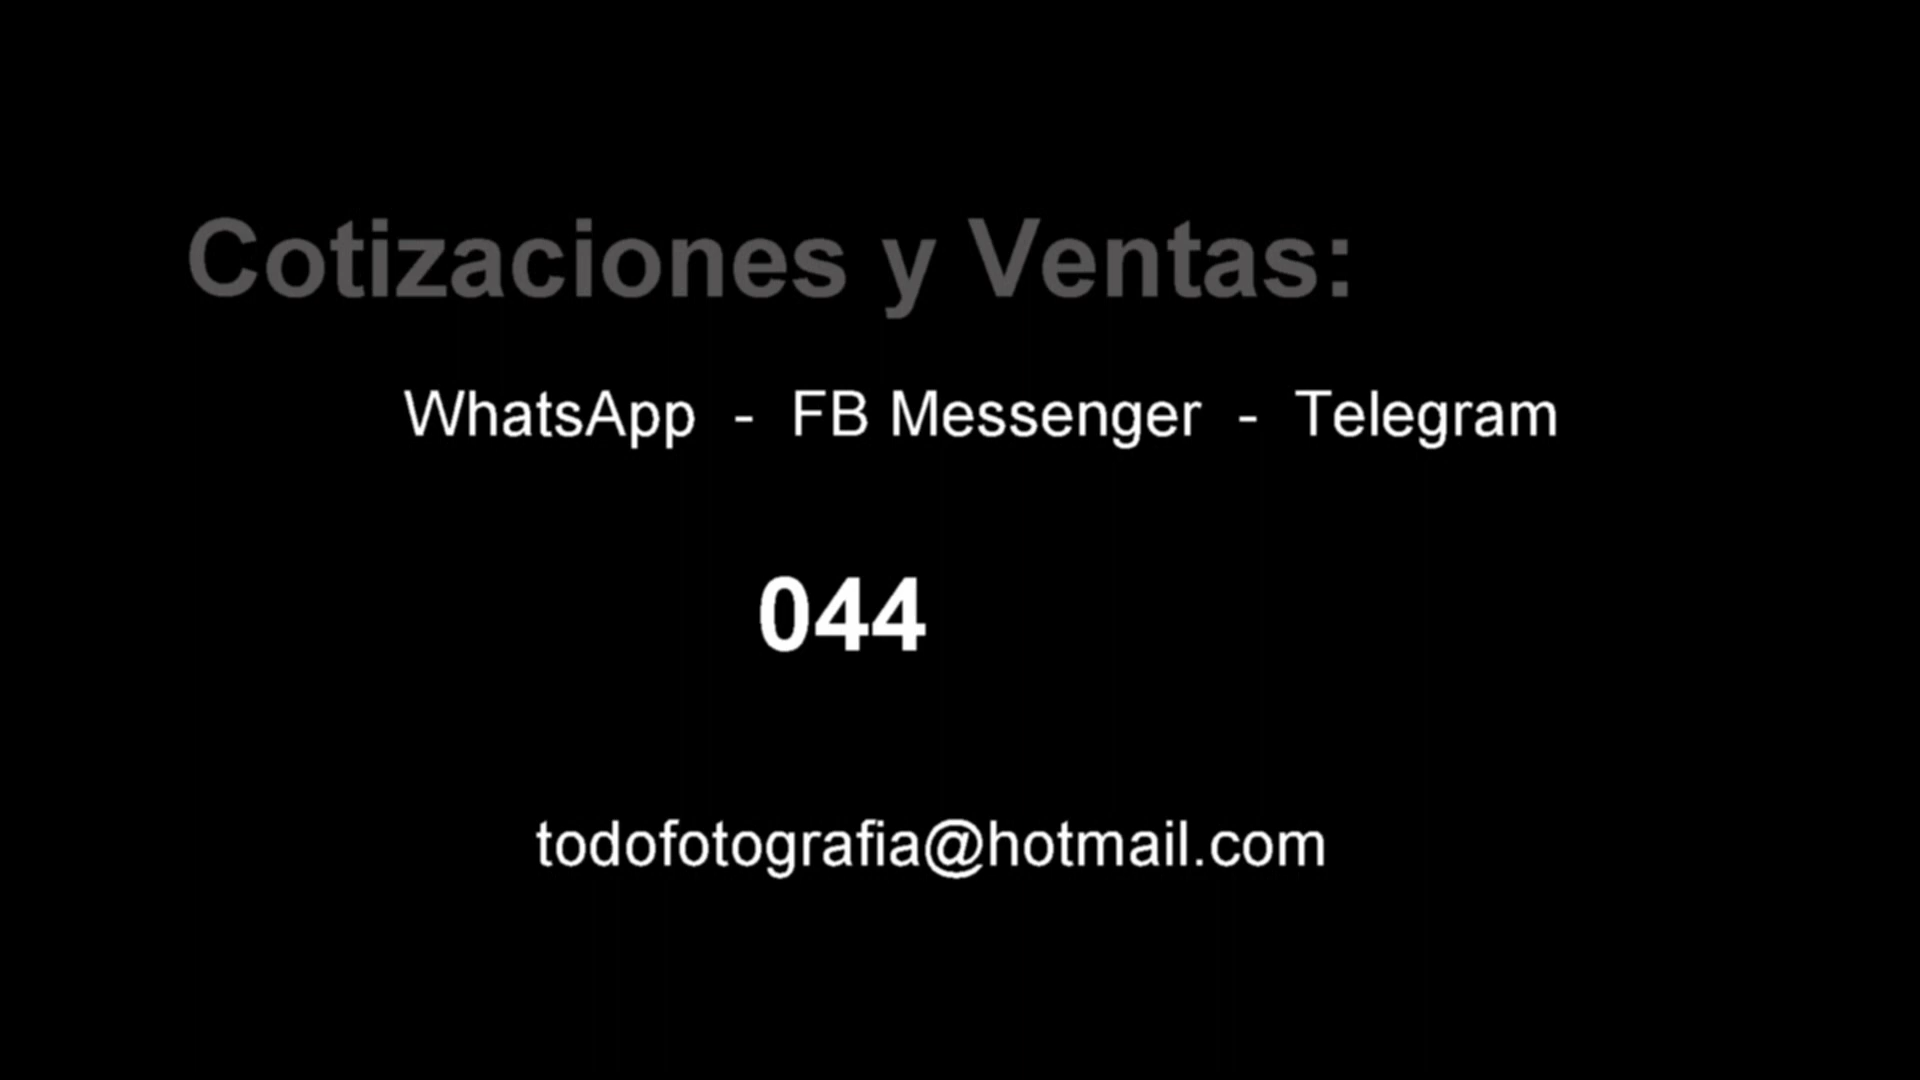 Cotizaciones y Ventas:
WhatsApp - FB Messenger - Telegram
044
todofotografia@hotmail.com